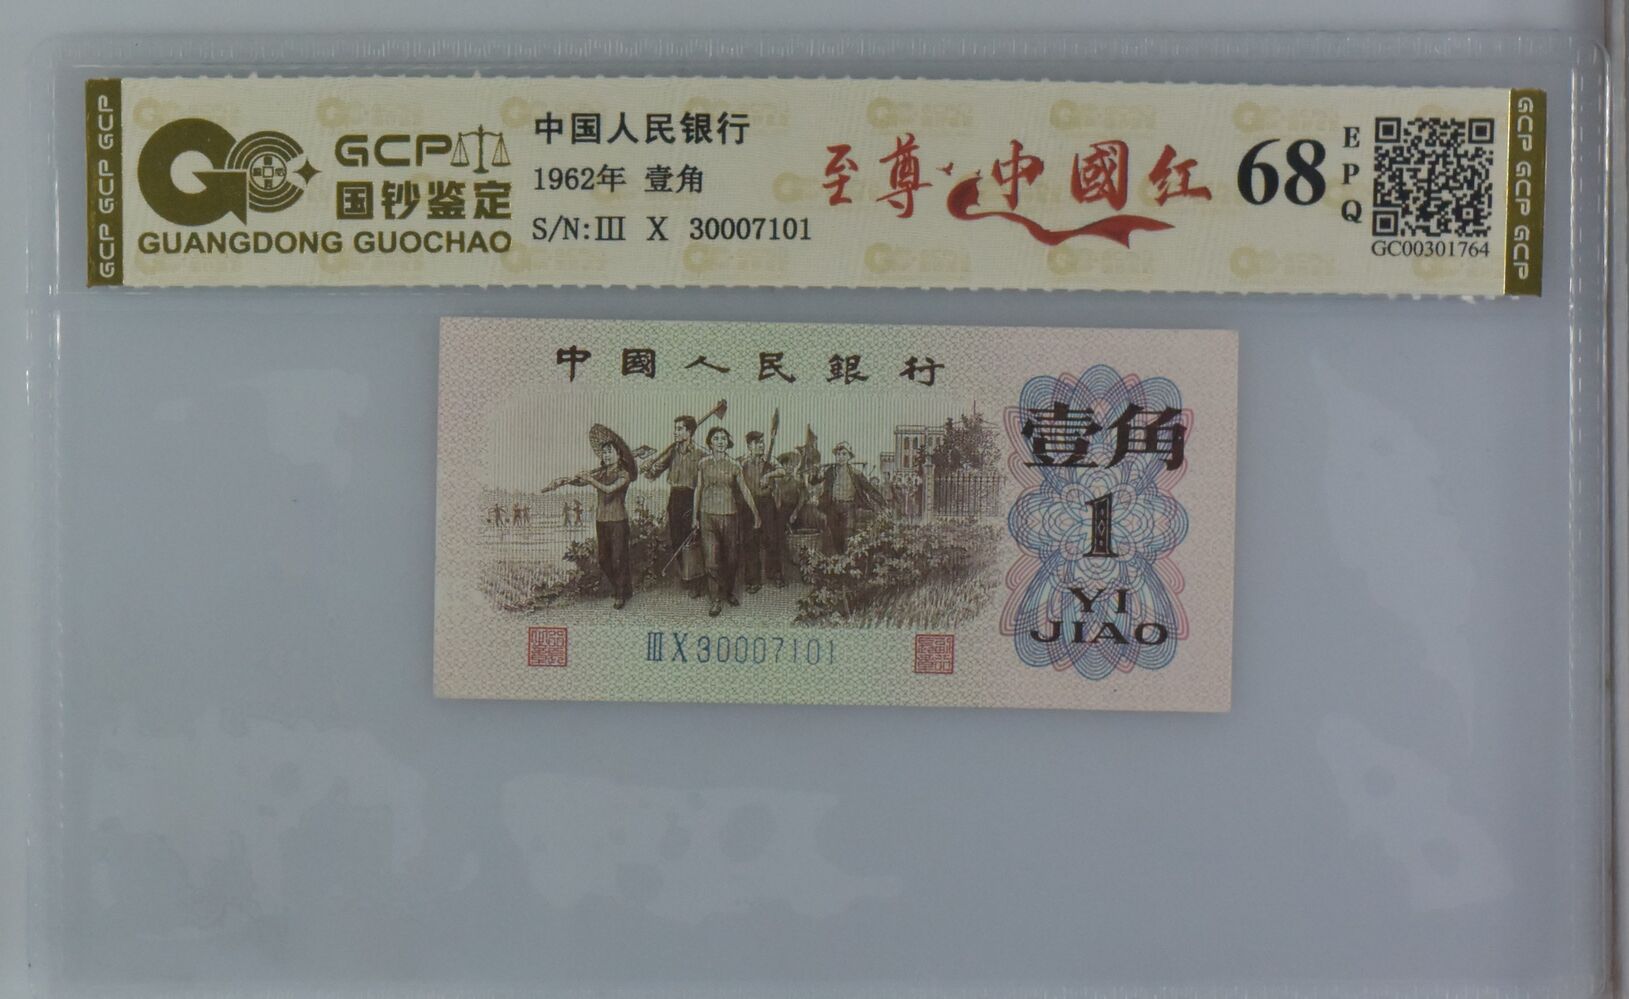 GCP GCP GCP
GCP
国钞鉴定
GUANGDONG GUOCHAO
中国人民银行
1962年 壹角
S/N:Ⅲ X 30007101
至尊 中國红
68
EPQ
GC00301764
GCP GCP GCP
中國人民銀行
壹角
1
YI
JIAO
ⅢX30007101